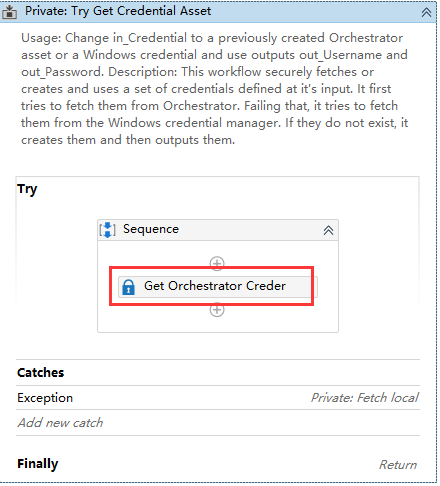 Private: Try Get Credential Asset
Usage: Change in_Credential to a previously created Orchestrator
asset or a Windows credential and use outputs out_Username and
out_Password. Description: This workflow securely fetches or
creates and uses a set of credentials defined at it's input. It first
tries to fetch them from Orchestrator. Failing that, it tries to fetch
them from the Windows credential manager. If they do not exist, it
creates them and then outputs them.
Try
Sequence
Get Orchestrator Creder
Catches
Exception Private: Fetch local
Add new catch
Finally Return